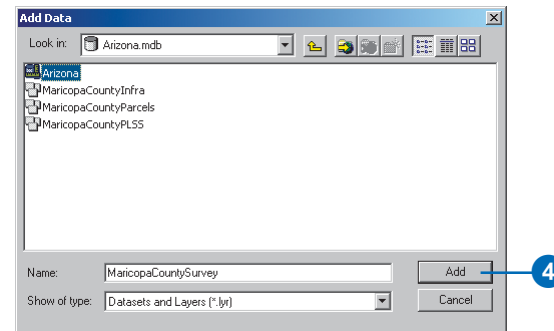 Add Data
Look in: Arizona.mdb
Arizona
MaricopaCountyInfra
MaricopaCountyParcels
MaricopaCountyPLSS
Name: MaricopaCountySurvey Add 4
Show of type: Datasets and Layers (*.lyr) Cancel